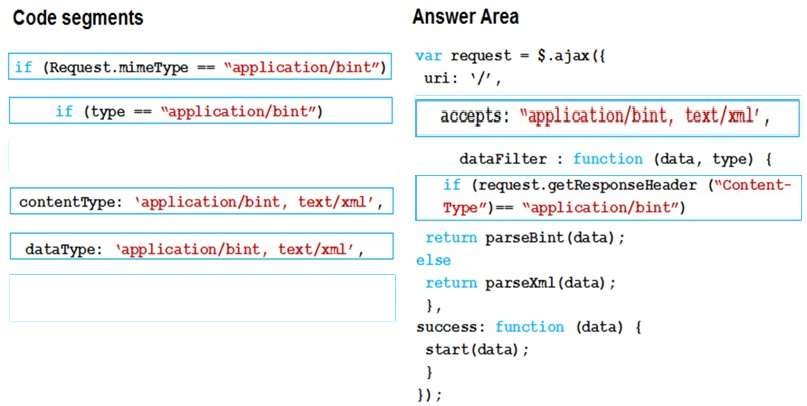 Code segments
if (Request.mimeType == “application/bint”)
if (type == “application/bint”)
contentType: ‘application/bint, text/xml’,
dataType: ‘application/bint, text/xml’,
Answer Area
var request = $.ajax({
uri: ‘/’,
accepts: “application/bint, text/xml’,
dataFilter : function (data, type) {
if (request.getResponseHeader (“Content-
Type”)== “application/bint”)
return parseBint(data);
else
return parseXml(data);
},
success: function (data) {
start(data);
}
});